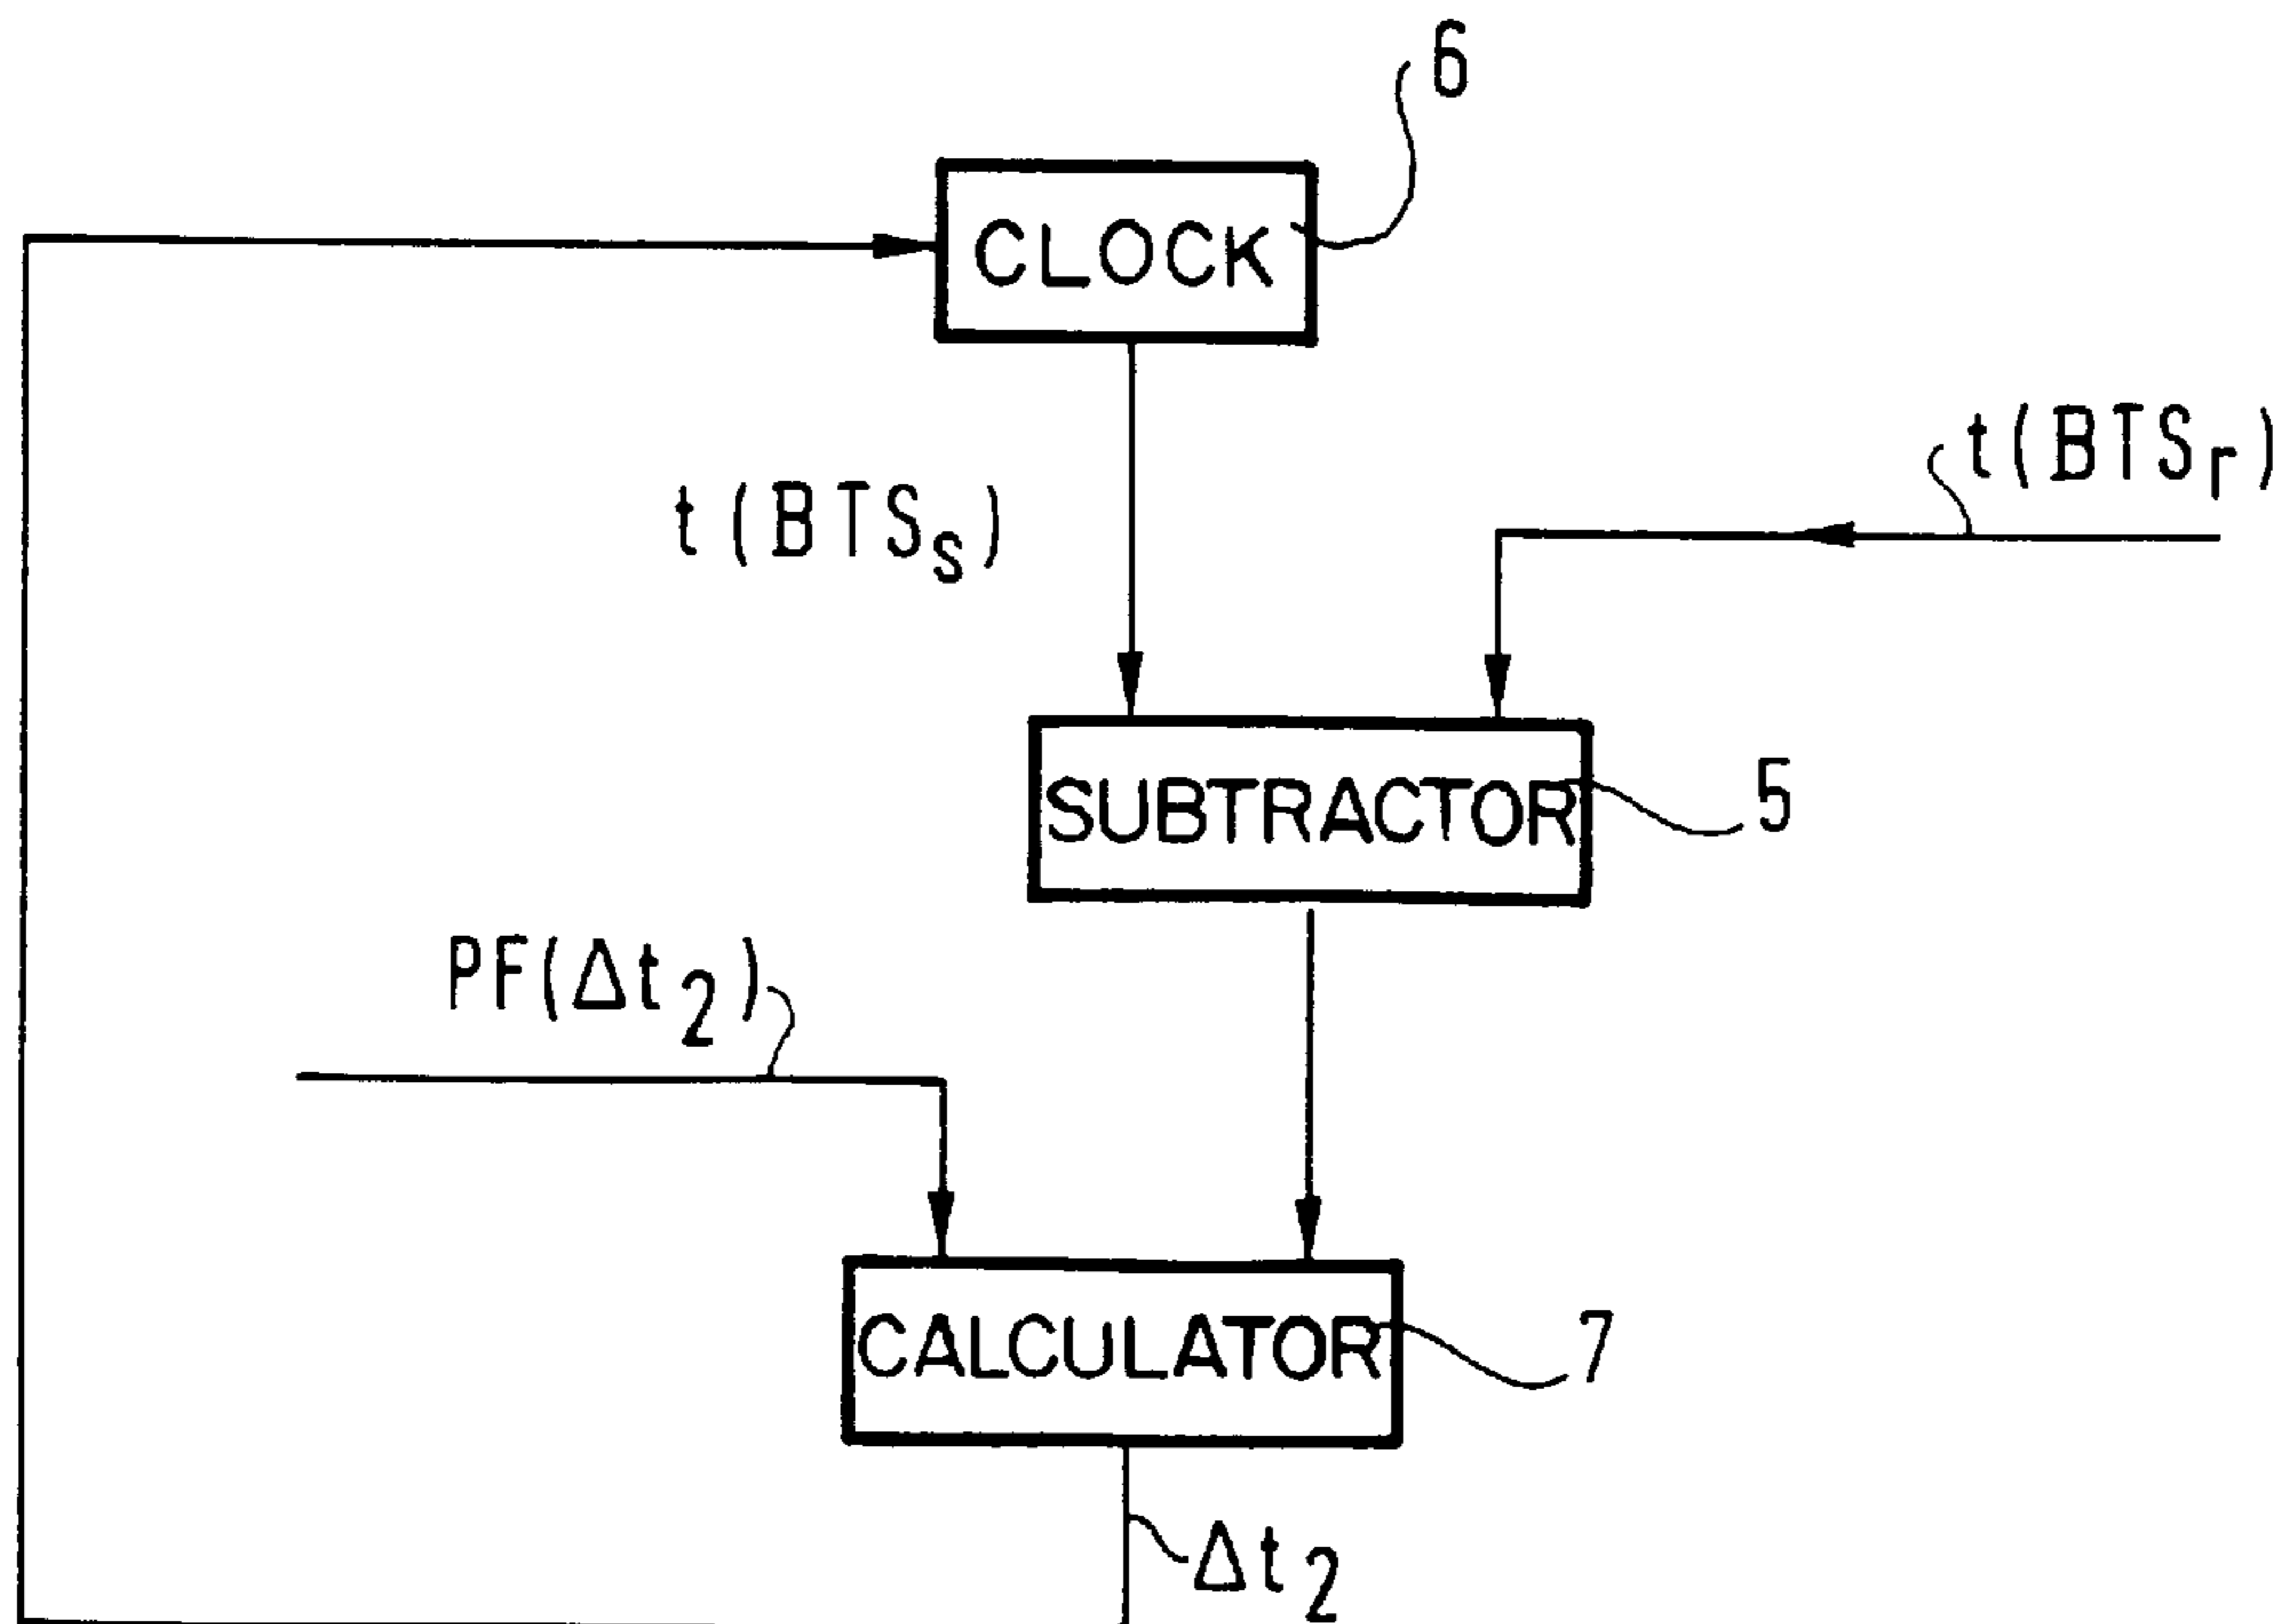 6
CLOCK
t(BTSr)
t(BTSs)
SUBTRACTOR
5
PF(Δt2)
CALCULATOR
7
Δt2